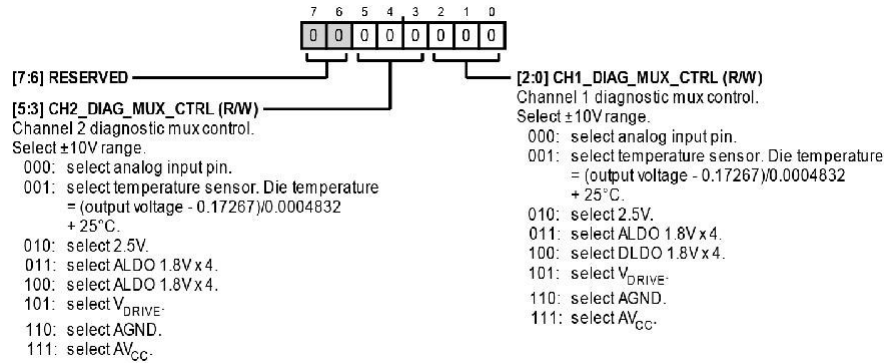 7 6 5 4 3 2 1 0
0 0 0 0 0 0 0 0
[7:6] RESERVED
[5:3] CH2_DIAG_MUX_CTRL (R/W)
Channel 2 diagnostic mux control.
Select ±10V range.
000: select analog input pin.
001: select temperature sensor. Die temperature
= (output voltage - 0.17267)/0.0004832
+ 25°C.
010: select 2.5V.
011: select ALDO 1.8V x 4.
100: select ALDO 1.8V x 4.
101: select VDRIVE.
110: select AGND.
111: select AVCC.
[2:0] CH1_DIAG_MUX_CTRL (R/W)
Channel 1 diagnostic mux control.
Select ±10V range.
000: select analog input pin.
001: select temperature sensor. Die temperature
= (output voltage - 0.17267)/0.0004832
+ 25°C.
010: select 2.5V.
011: select ALDO 1.8V x 4.
100: select DLDO 1.8V x 4.
101: select VDRIVE.
110: select AGND.
111: select AVCC.